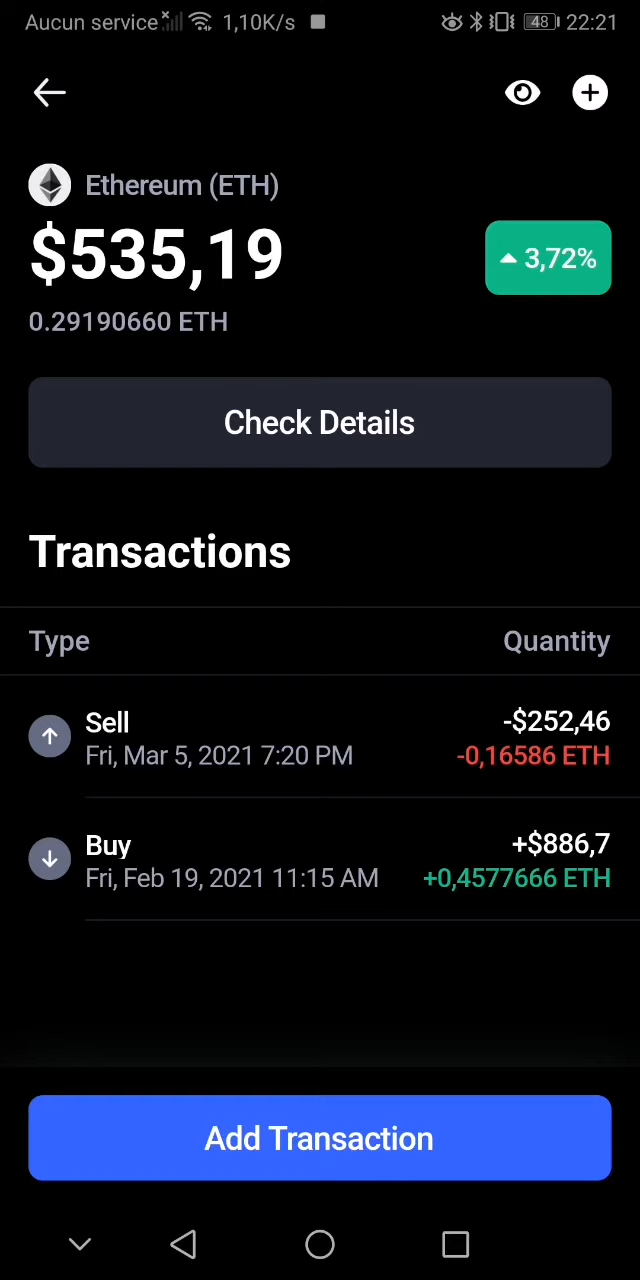 Aucun service 1,10K/s 48 22:21
Ethereum (ETH)
$535,19
3,72%
0.29190660 ETH
Check Details
Transactions
Type Quantity
Sell -$252,46
Fri, Mar 5, 2021 7:20 PM -0,16586 ETH
Buy +$886,7
Fri, Feb 19, 2021 11:15 AM +0,4577666 ETH
Add Transaction